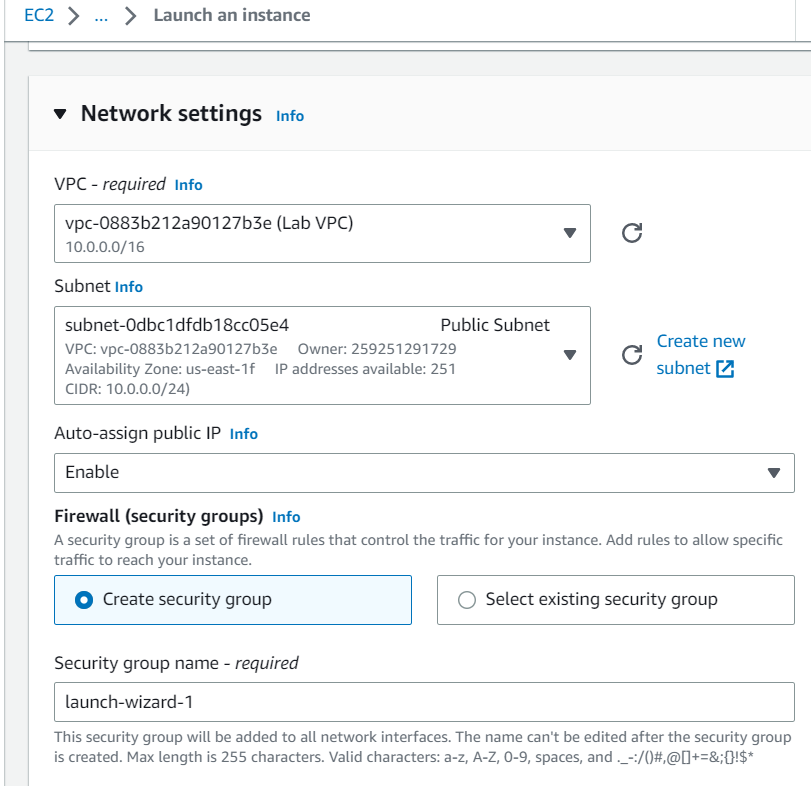 EC2 > ... > Launch an instance
Network settings Info
VPC - required Info
vpc-0883b212a90127b3e (Lab VPC)
10.0.0.0/16
Subnet Info
subnet-0dbc1dfdb18cc05e4 Public Subnet
VPC: vpc-0883b212a90127b3e Owner: 259251291729
Availability Zone: us-east-1f IP addresses available: 251
CIDR: 10.0.0.0/24)
Create new
subnet
Auto-assign public IP Info
Enable
Firewall (security groups) Info
A security group is a set of firewall rules that control the traffic for your instance. Add rules to allow specific
traffic to reach your instance.
Create security group
Select existing security group
Security group name - required
launch-wizard-1
This security group will be added to all network interfaces. The name can't be edited after the security group
is created. Max length is 255 characters. Valid characters: a-z, A-Z, 0-9, spaces, and ._-:/()#,@[]+=&;{}!$*